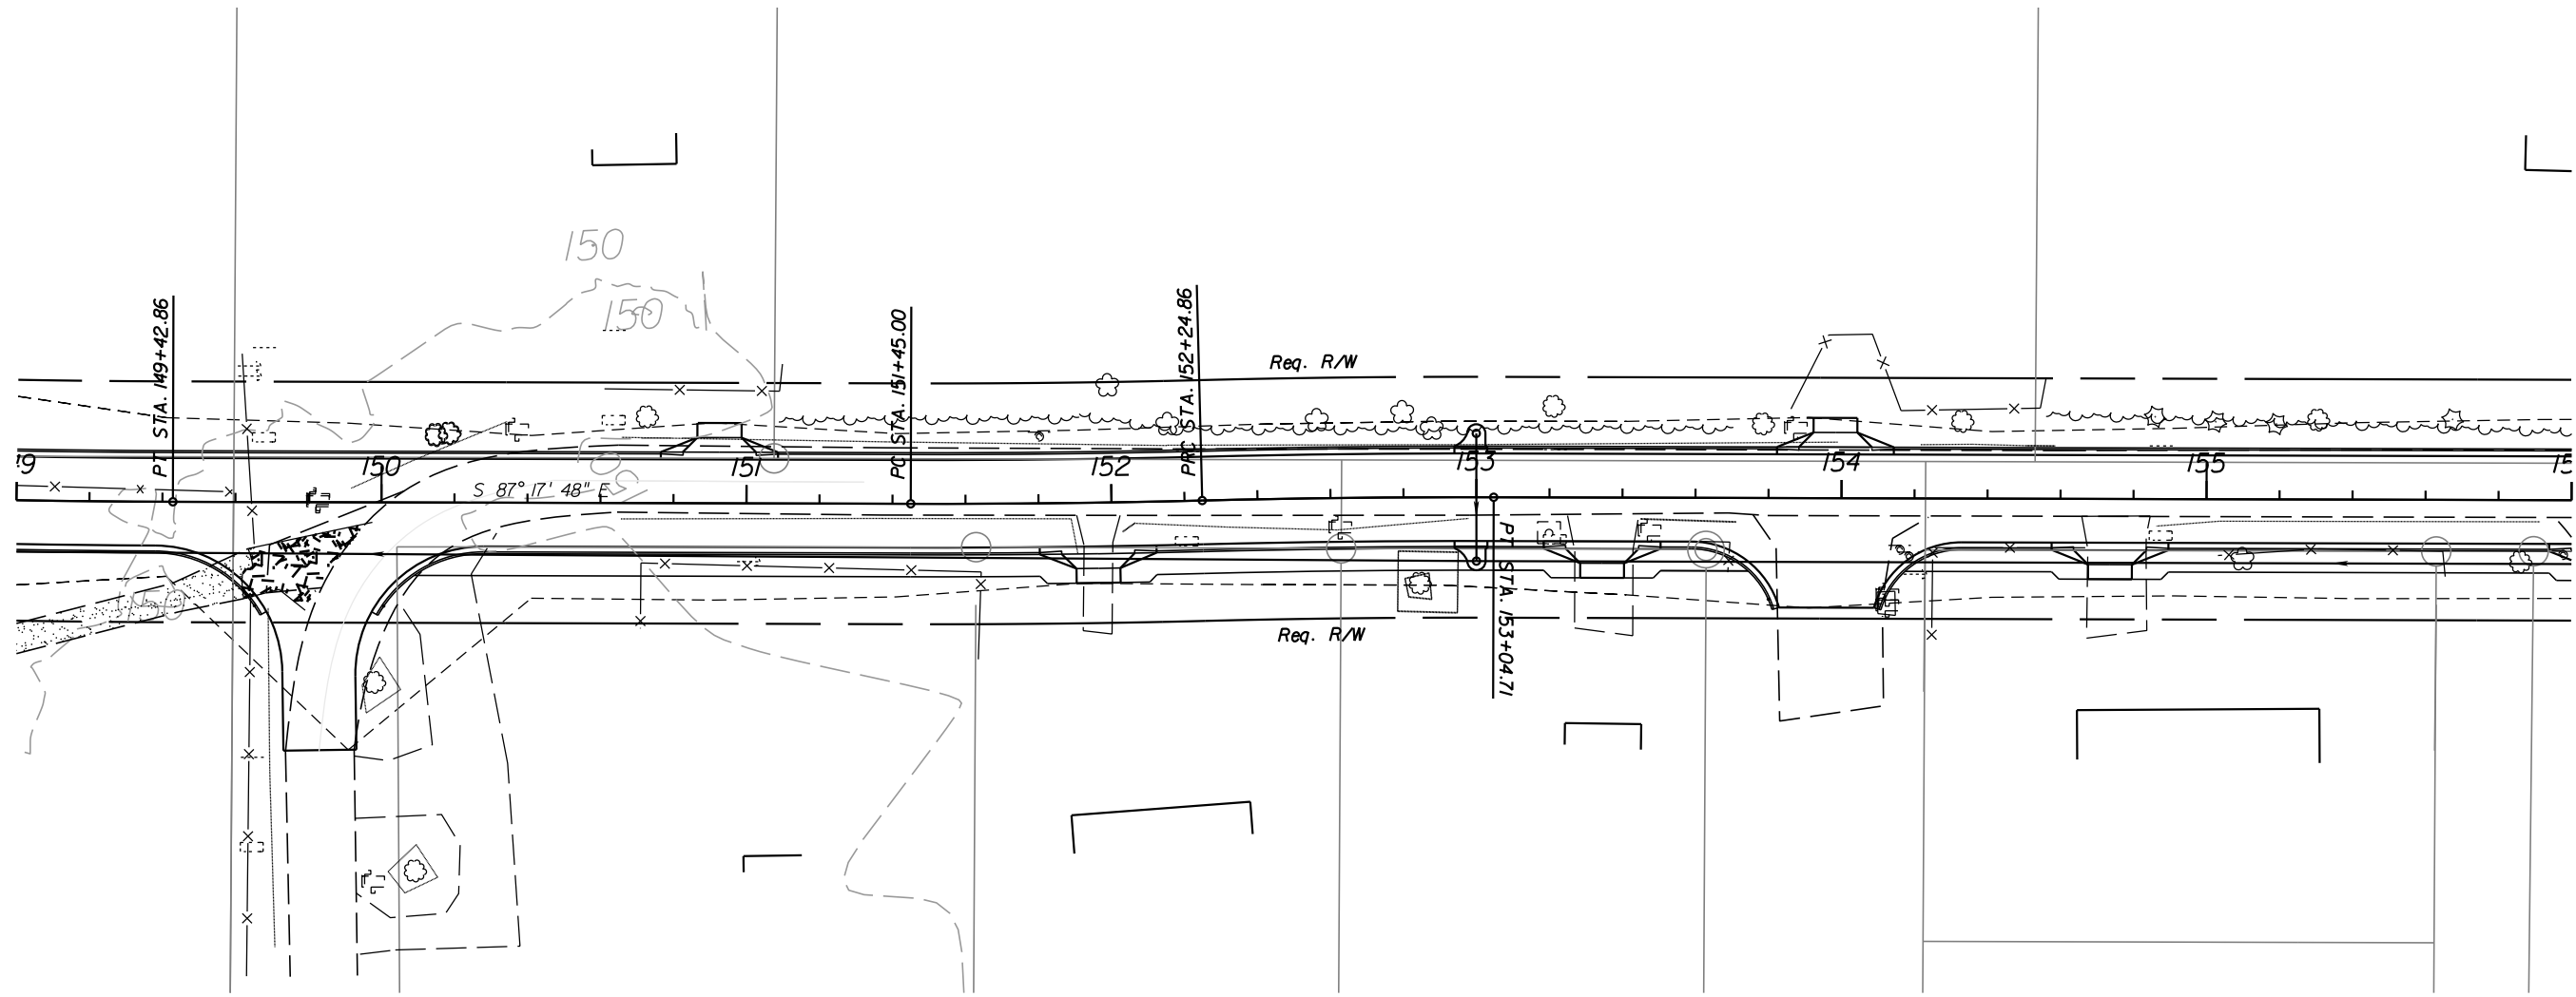 150
150
PT STA. 149+42.86
PC STA. 151+45.00
PRC STA. 152+24.86
Req. R/W
150
151
152
153
154
155
S 87° 17' 48" E
PT STA. 153+04.71
Req. R/W